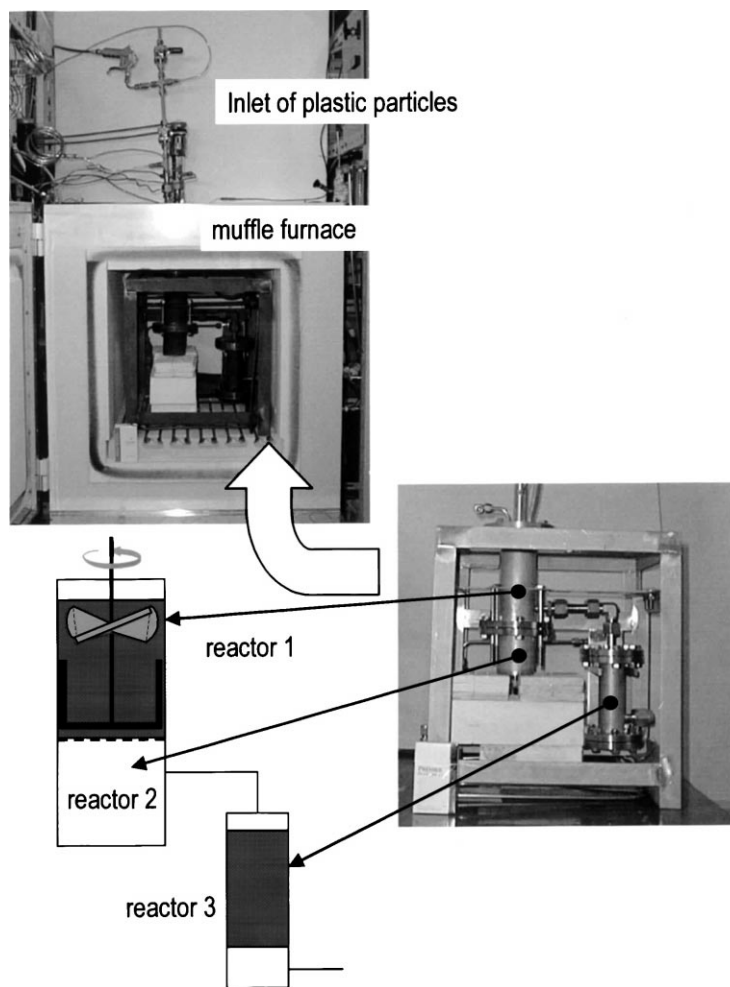 Inlet of plastic particles
muffle furnace
reactor 1
reactor 2
reactor 3